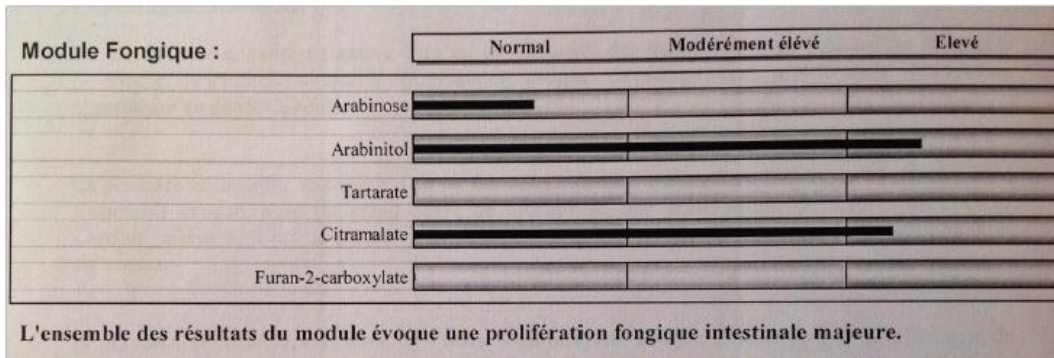 Module Fongique :
Normal Modérément élévé Elevé
Arabinose
Arabinitol
Tartarate
Citramalate
Furan-2-carboxylate
L'ensemble des résultats du module évoque une prolifération fongique intestinale majeure.